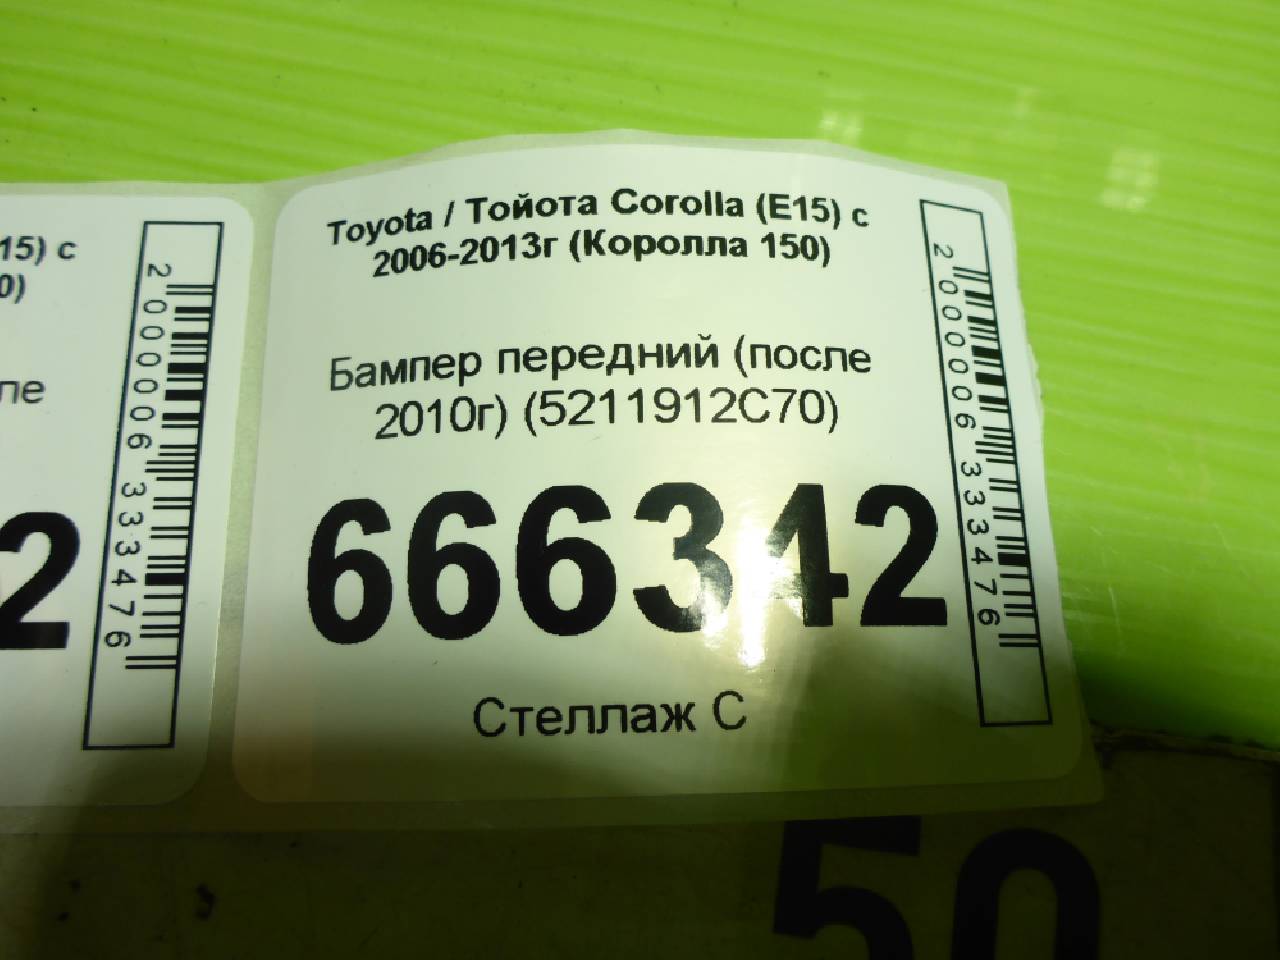 15) с
0)
ле
2
2000006333476
Toyota / Тойота Corolla (E15) с
2006-2013г (Королла 150)
Бампер передний (после
2010г) (5211912C70)
666342
Стеллаж С
2000006333476
50